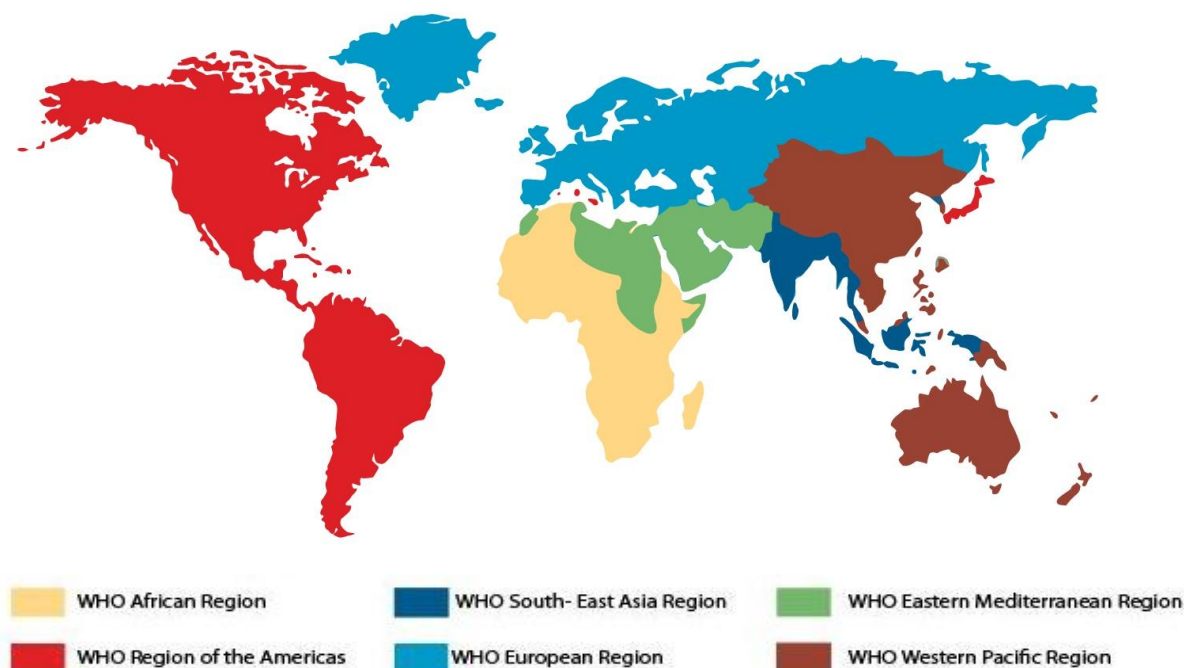 WHO African Region
WHO South- East Asia Region
WHO Eastern Mediterranean Region
WHO Region of the Americas
WHO European Region
WHO Western Pacific Region